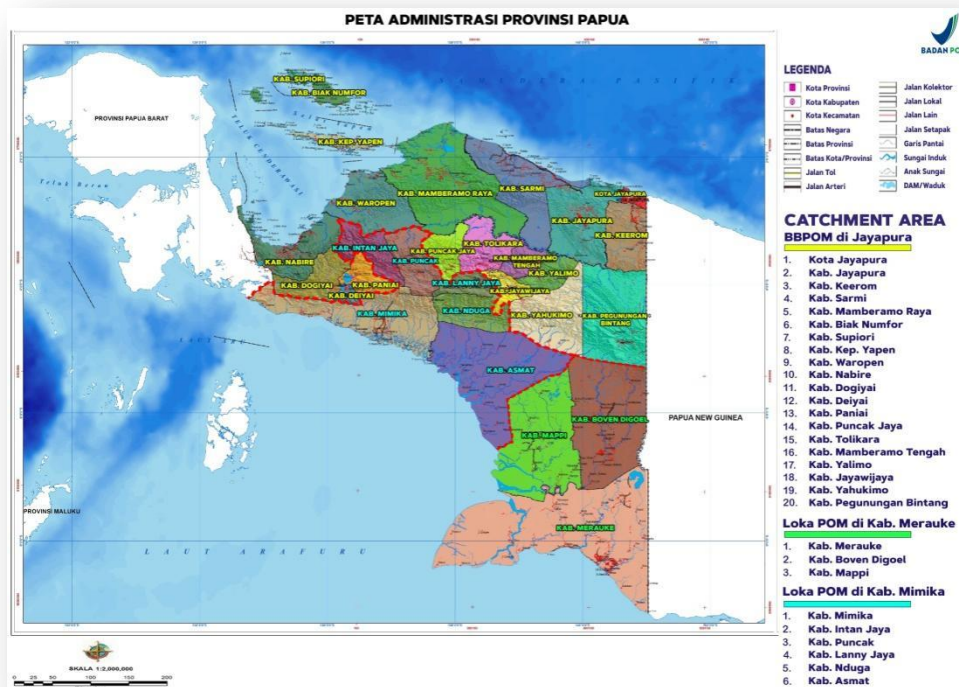 PETA ADMINISTRASI PROVINSI PAPUA
BADAN PO
LEGENDA
Kota Provinsi
Kota Kabupaten
Kota Kecamatan
Batas Negara
Batas Provinsi
Batas Kota/Provinsi
Jalan Tol
Jalan Arteri
Jalan Kolektor
Jalan Lokal
Jalan Lain
Jalan Setapak
Garis Pantai
Sungai Induk
Anak Sungai
DAM/Waduk
CATCHMENT AREA
BBPOM di Jayapura
1. Kota Jayapura
2. Kab. Jayapura
3. Kab. Keerom
4. Kab. Sarmi
5. Kab. Mamberamo Raya
6. Kab. Biak Numfor
7. Kab. Supiori
8. Kab. Kep. Yapen
9. Kab. Waropen
10. Kab. Nabire
11. Kab. Dogiyai
12. Kab. Deiyai
13. Kab. Paniai
14. Kab. Puncak Jaya
15. Kab. Tolikara
16. Kab. Mamberamo Tengah
17. Kab. Yalimo
18. Kab. Jayawijaya
19. Kab. Yahukimo
20. Kab. Pegunungan Bintang
Loka POM di Kab. Merauke
1. Kab. Merauke
2. Kab. Boven Digoel
3. Kab. Mappi
Loka POM di Kab. Mimika
1. Kab. Mimika
2. Kab. Intan Jaya
3. Kab. Puncak
4. Kab. Lanny Jaya
5. Kab. Nduga
6. Kab. Asmat
KAB. SUPIORI
KAB. BIAK NUMFOR
PROVINSI PAPUA BARAT
KAB. KEP YAPEN
TELUK CENDRAWASIH
KAB. MAMBERAMO RAYA
KAB. SARMI
KOTA JAYAPURA
KAB. WAROPEN
KAB. JAYAPURA
KAB. KEEROM
KAB. INTAN JAYA
KAB. PUNCAK JAYA
KAB. TOLIKARA
KAB. NABIRE
KAB. PUNCAK
KAB. MAMBERAMO
TENGAH
KAB. YALIMO
KAB. DOGIYAI
KAB. PANIAI
KAB. LANNY JAYA
KAB. JAYAWIJAYA
KAB. DEIYAI
KAB. MIMIKA
KAB. NDUGA
KAB. YAHUKIMO
KAB. PEGUNUNGAN
BINTANG
KAB. ASMAT
KAB. BOVEN DIGOEL
PAPUA NEW GUINEA
KAB. MAPPI
PROVINSI MALUKU
KAB. MERAUKE
LAUT ARAFURU
SKALA 1:2,000,000
0 25 50 100 150 200